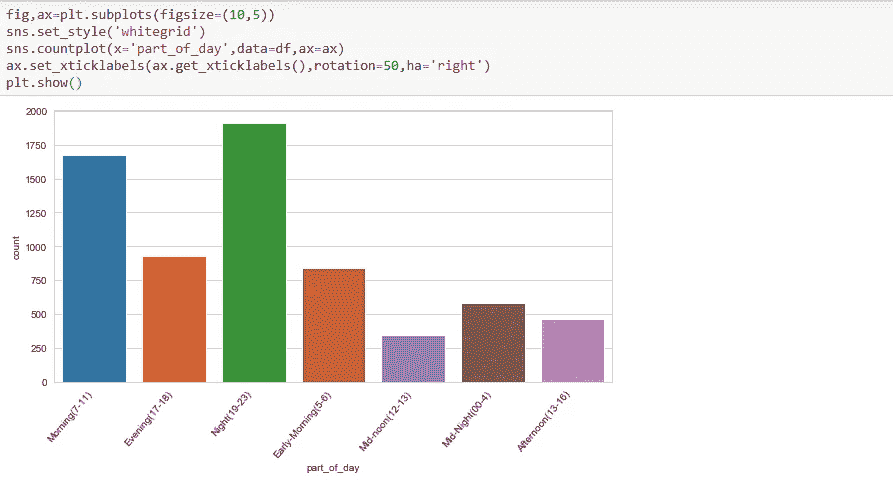 fig,ax=plt.subplots(figsize=(10,5))
sns.set_style('whitegrid')
sns.countplot(x='part_of_day',data=df,ax=ax)
ax.set_xticklabels(ax.get_xticklabels(),rotation=50,ha='right')
plt.show()
2000
1750
1500
1250
1000
750
500
250
0
count
Morning(7-11)
Evening(17-18)
Night(19-23)
Early-Morning(5-6)
Mid-noon(12-13)
Mid-Night(00-4)
Afternoon(13-16)
part_of_day